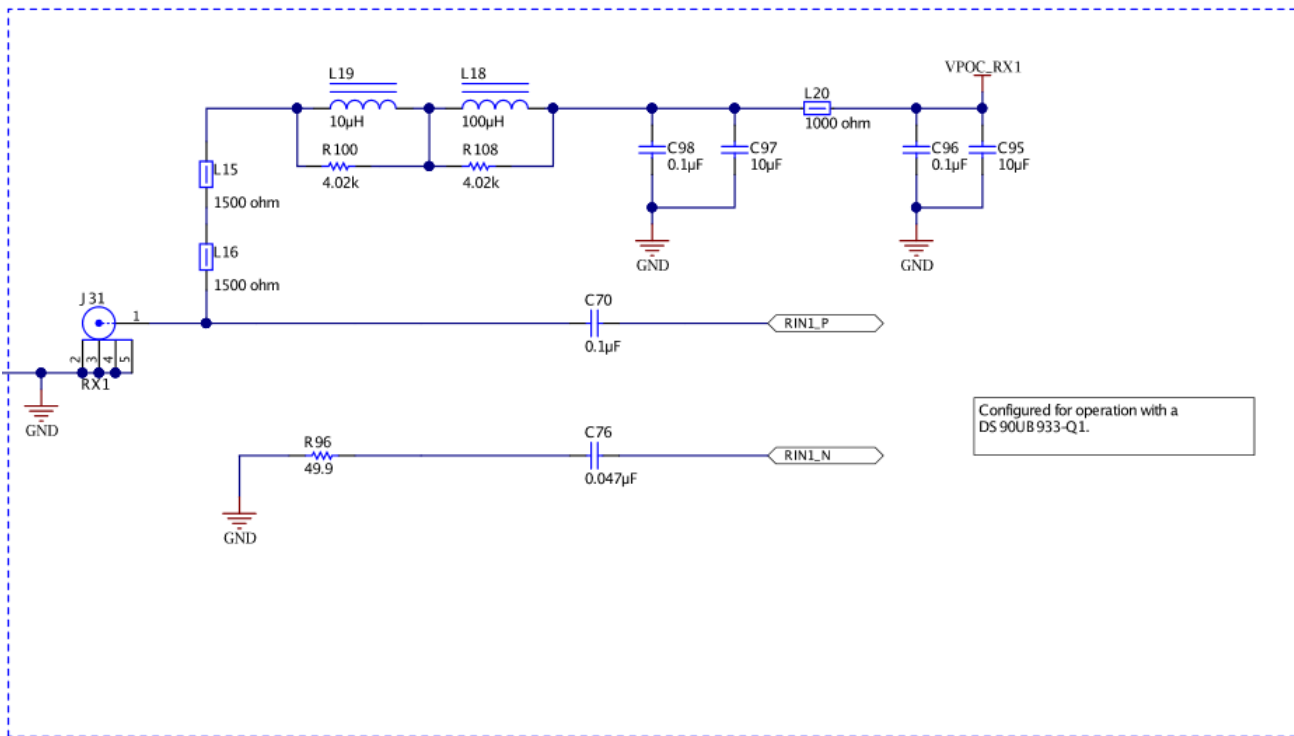 VPOC_RX1
L19
L18
L20
10µH
100µH
1000 ohm
R100
R108
C98
C97
C96
C95
0.1µF
10µF
0.1µF
10µF
4.02k
4.02k
L15
1500 ohm
L16
1500 ohm
GND
GND
J31
1
C70
RIN1_P
0.1µF
2
3
4
5
RX1
GND
Configured for operation with a
DS90UB933-Q1.
R96
C76
RIN1_N
49.9
0.047µF
GND